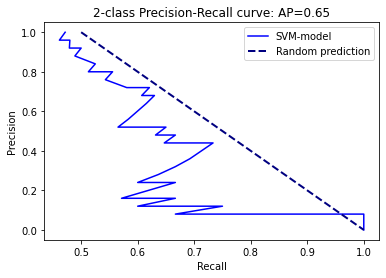 2-class Precision-Recall curve: AP=0.65
SVM-model
Random prediction
Precision
1.0
0.8
0.6
0.4
0.2
0.0
0.5
0.6
0.7
0.8
0.9
1.0
Recall